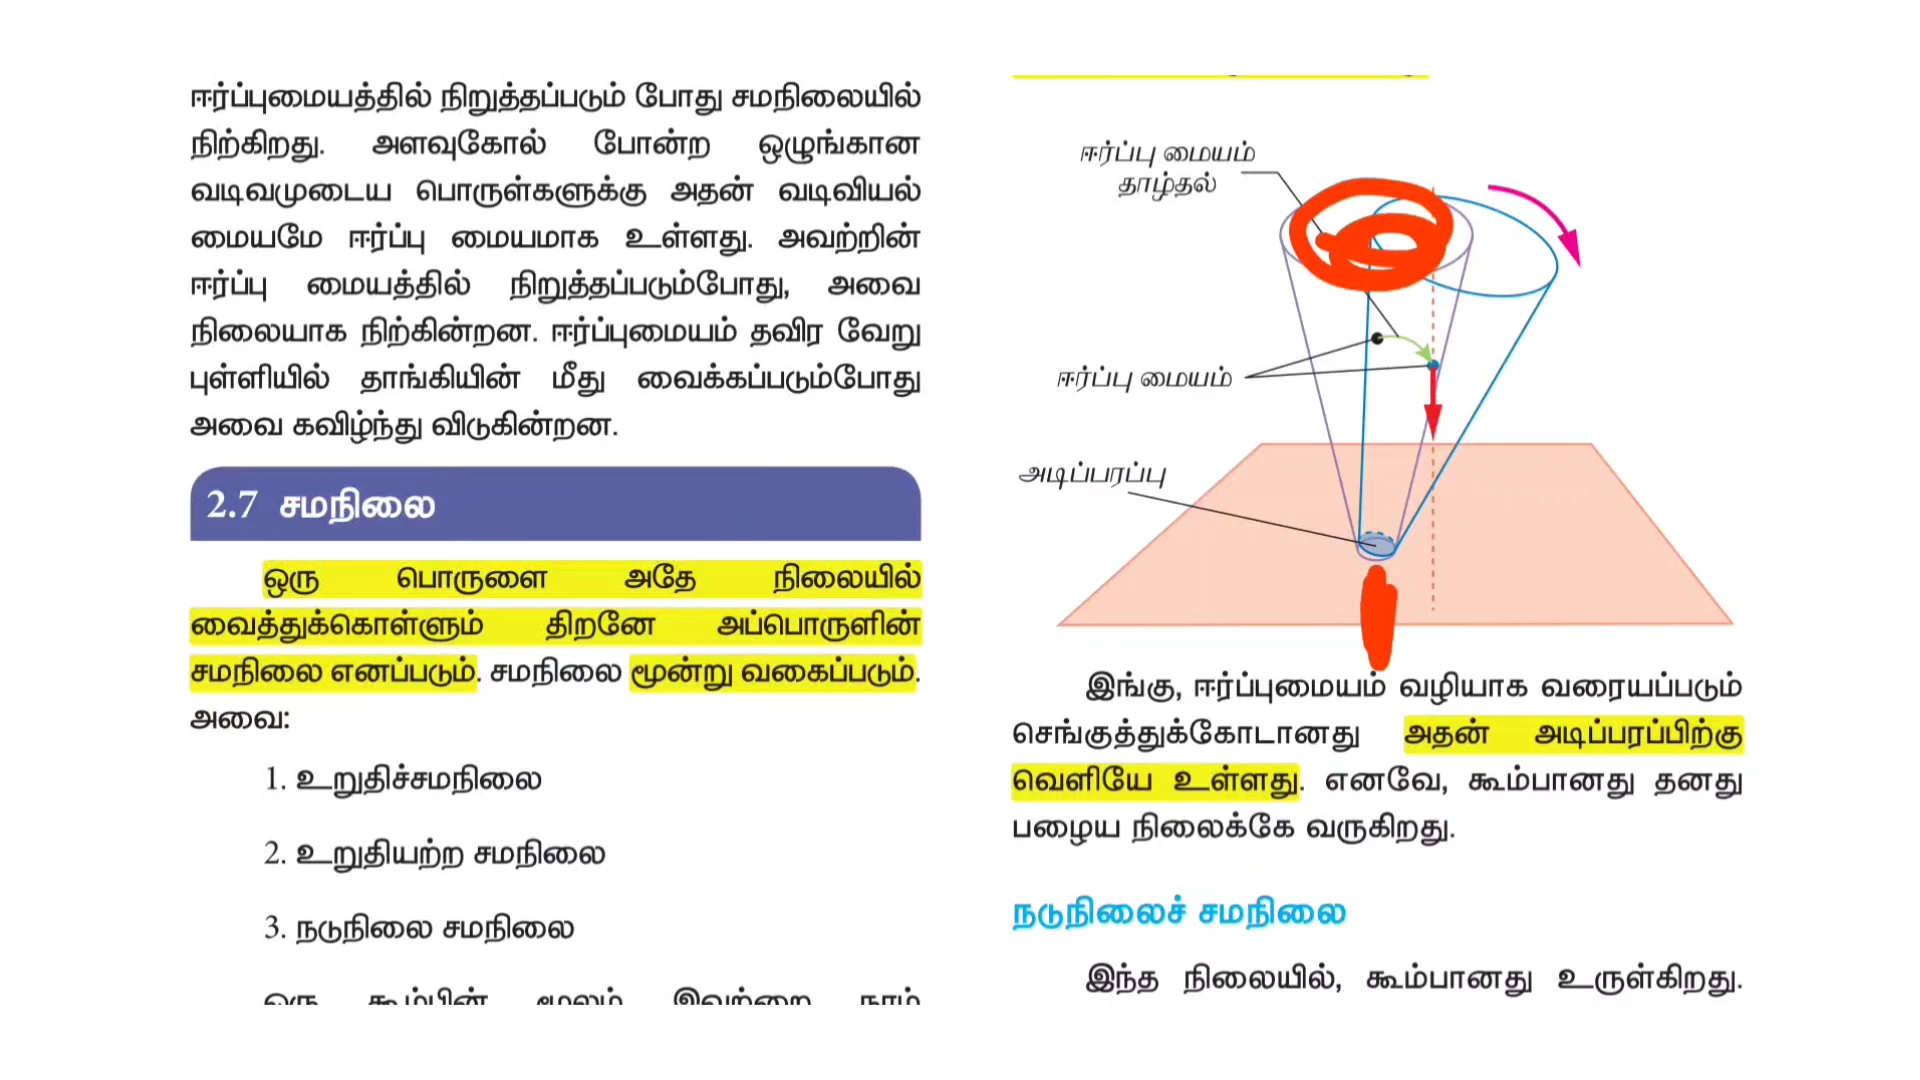 ஈர்ப்புமையத்தில் நிறுத்தப்படும் போது சமநிலையில்
நிற்கிறது. அளவுகோல் போன்ற ஒழுங்கான
வடிவமுடைய பொருள்களுக்கு அதன் வடிவியல்
மையமே ஈர்ப்பு மையமாக உள்ளது. அவற்றின்
ஈர்ப்பு மையத்தில் நிறுத்தப்படும்போது, அவை
நிலையாக நிற்கின்றன. ஈர்ப்புமையம் தவிர வேறு
புள்ளியில் தாங்கியின் மீது வைக்கப்படும்போது
அவை கவிழ்ந்து விடுகின்றன.
2.7 சமநிலை
ஒரு பொருளை அதே நிலையில்
வைத்துக்கொள்ளும் திறனே அப்பொருளின்
சமநிலை எனப்படும். சமநிலை மூன்று வகைப்படும்.
அவை:
1. உறுதிச்சமநிலை
2. உறுதியற்ற சமநிலை
3. நடுநிலை சமநிலை
ஒரு கூம்பின் மூலம் இவற்றை நாம்
ஈர்ப்பு மையம்
தாழ்தல்
ஈர்ப்பு மையம்
அடிப்பரப்பு
இங்கு, ஈர்ப்புமையம் வழியாக வரையப்படும்
செங்குத்துக்கோடானது அதன் அடிப்பரப்பிற்கு
வெளியே உள்ளது. எனவே, கூம்பானது தனது
பழைய நிலைக்கே வருகிறது.
நடுநிலைச் சமநிலை
இந்த நிலையில், கூம்பானது உருள்கிறது.